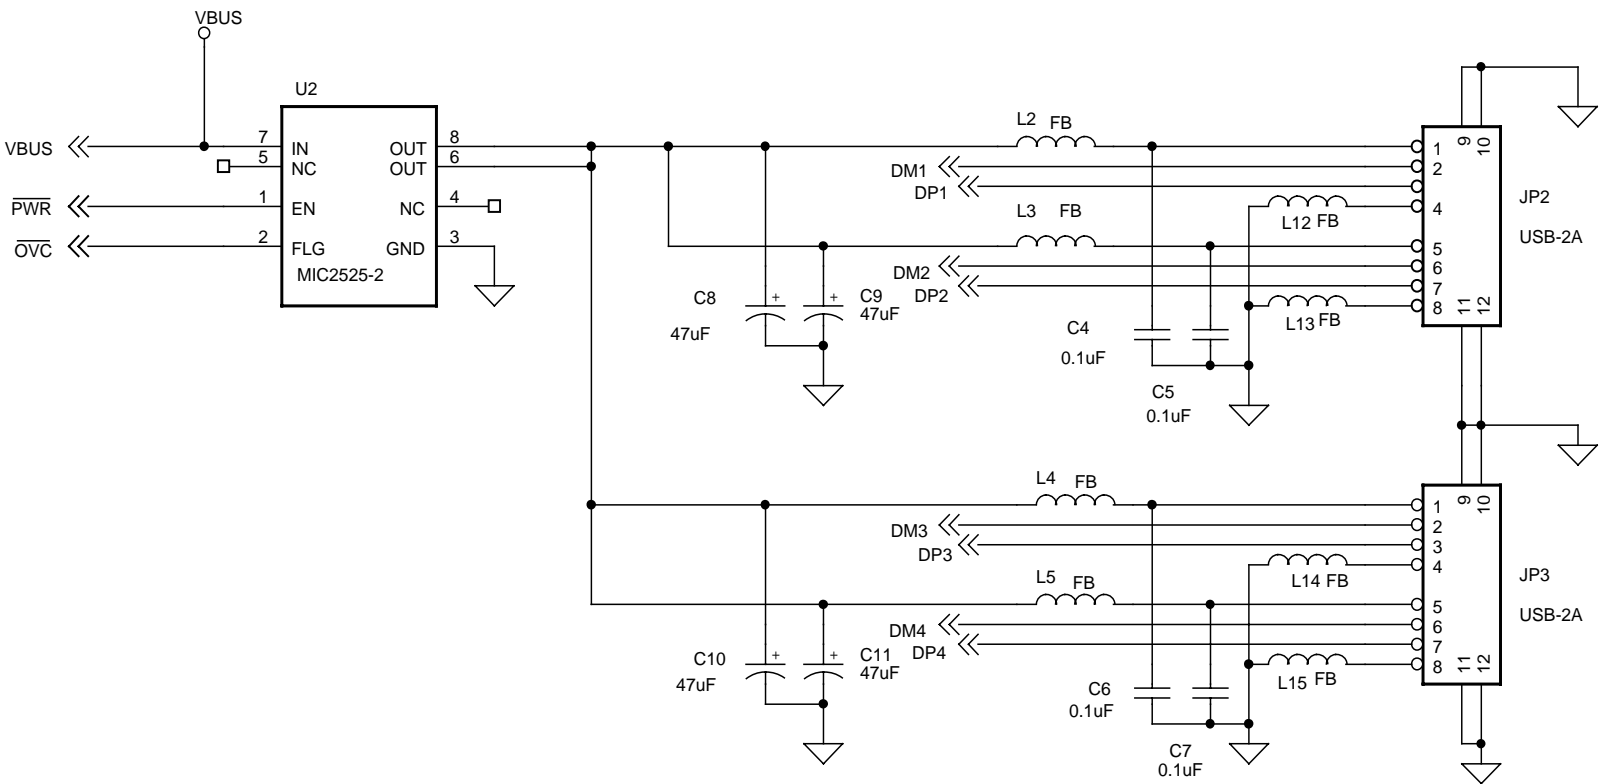 VBUS
U2
VBUS
PWR
OVC
7
5
1
2
IN
NC
EN
FLG
OUT
OUT
NC
GND
8
6
4
3
MIC2525-2
L2 FB
DM1
DP1
L3 FB
DM2
DP2
L12 FB
L13 FB
C8
47uF
+
+
C9
47uF
C4
0.1uF
C5
0.1uF
1
2
4
5
6
7
8
9
10
11
12
JP2
USB-2A
L4 FB
DM3
DP3
L5 FB
DM4
DP4
L14 FB
L15 FB
C10
47uF
+
+
C11
47uF
C6
0.1uF
C7
0.1uF
1
2
3
4
5
6
7
8
9
10
11
12
JP3
USB-2A